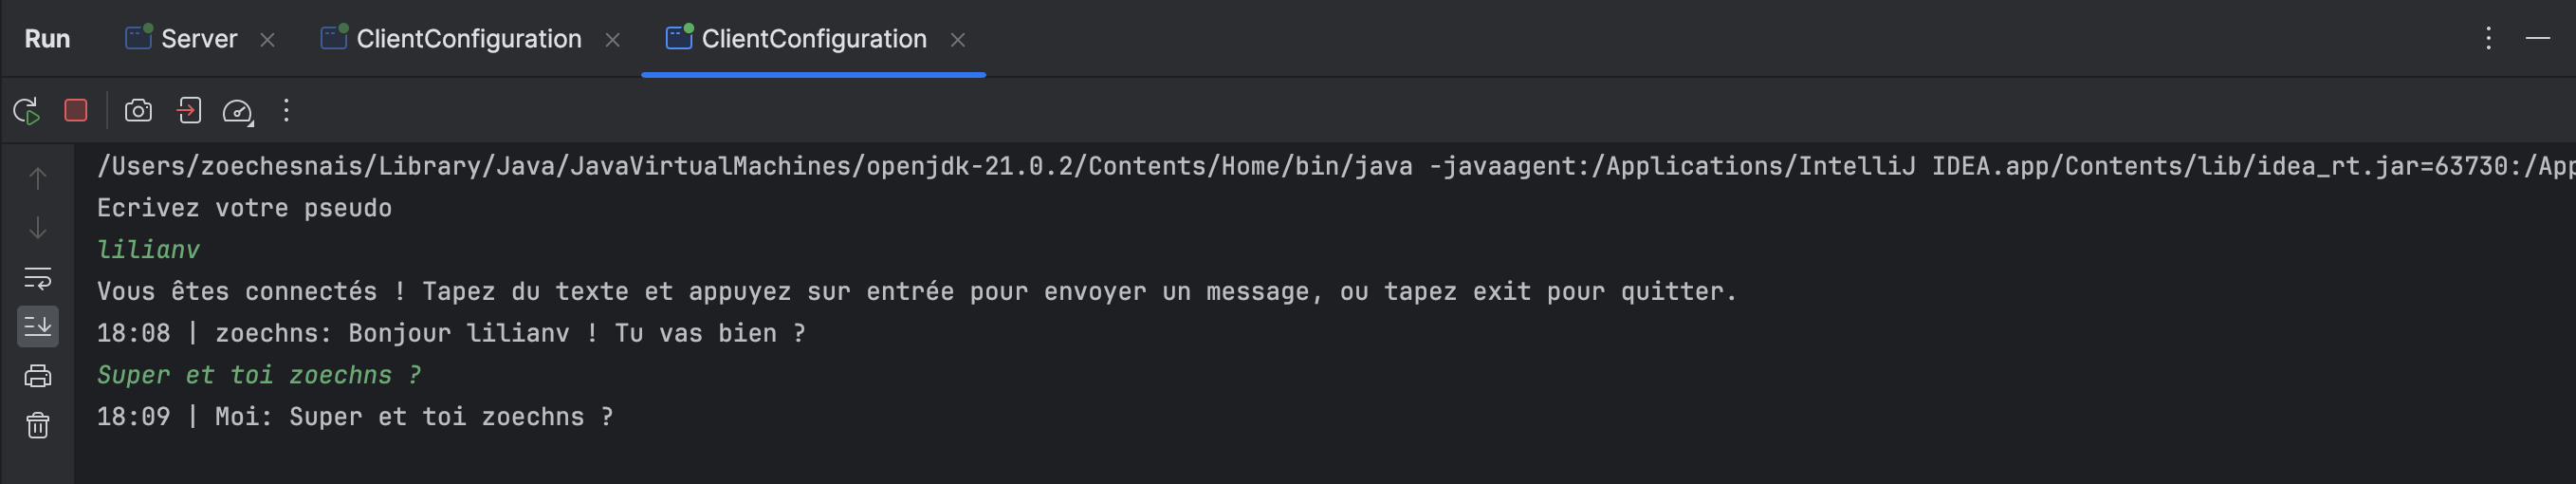 Run Server ClientConfiguration ClientConfiguration
/Users/zoechesnais/Library/Java/JavaVirtualMachines/openjdk-21.0.2/Contents/Home/bin/java -javaagent:/Applications/IntelliJ IDEA.app/Contents/lib/idea_rt.jar=63730:/App
Ecrivez votre pseudo
lilianv
Vous êtes connectés ! Tapez du texte et appuyez sur entrée pour envoyer un message, ou tapez exit pour quitter.
18:08 | zoechns: Bonjour lilianv ! Tu vas bien ?
Super et toi zoechns ?
18:09 | Moi: Super et toi zoechns ?